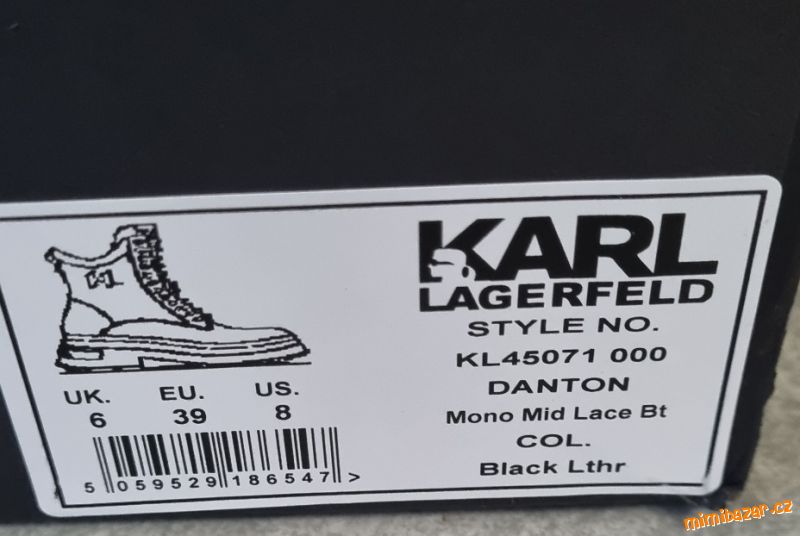 KARL
LAGERFELD
STYLE NO.
KL45071 000
DANTON
Mono Mid Lace Bt
COL.
Black Lthr
UK. EU. US.
6 39 8
5 059529 186547 >
mimibazar.cz